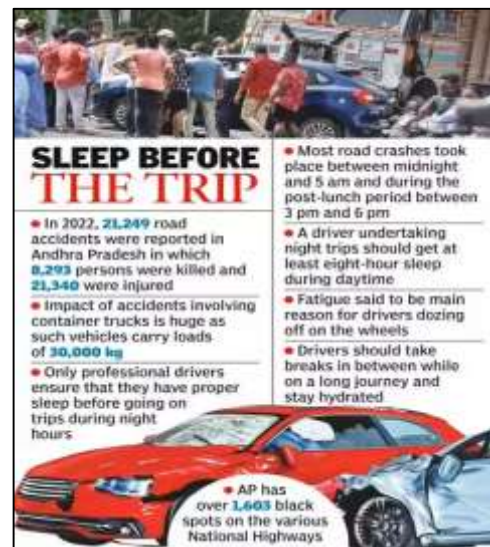 SLEEP BEFORE
THE TRIP
• In 2022, 21,249 road
accidents were reported in
Andhra Pradesh in which
8,293 persons were killed and
21,340 were injured
• Impact of accidents involving
container trucks is huge as
such vehicles carry loads
of 30,000 kg
• Only professional drivers
ensure that they have proper
sleep before going on
trips during night
hours
• Most road crashes took
place between midnight
and 5 am and during the
post-lunch period between
3 pm and 6 pm
• A driver undertaking
night trips should get at
least eight-hour sleep
during daytime
• Fatigue said to be main
reason for drivers dozing
off on the wheels
• Drivers should take
breaks in between while
on a long journey and
stay hydrated
• AP has
over 1,603 black
spots on the various
National Highways